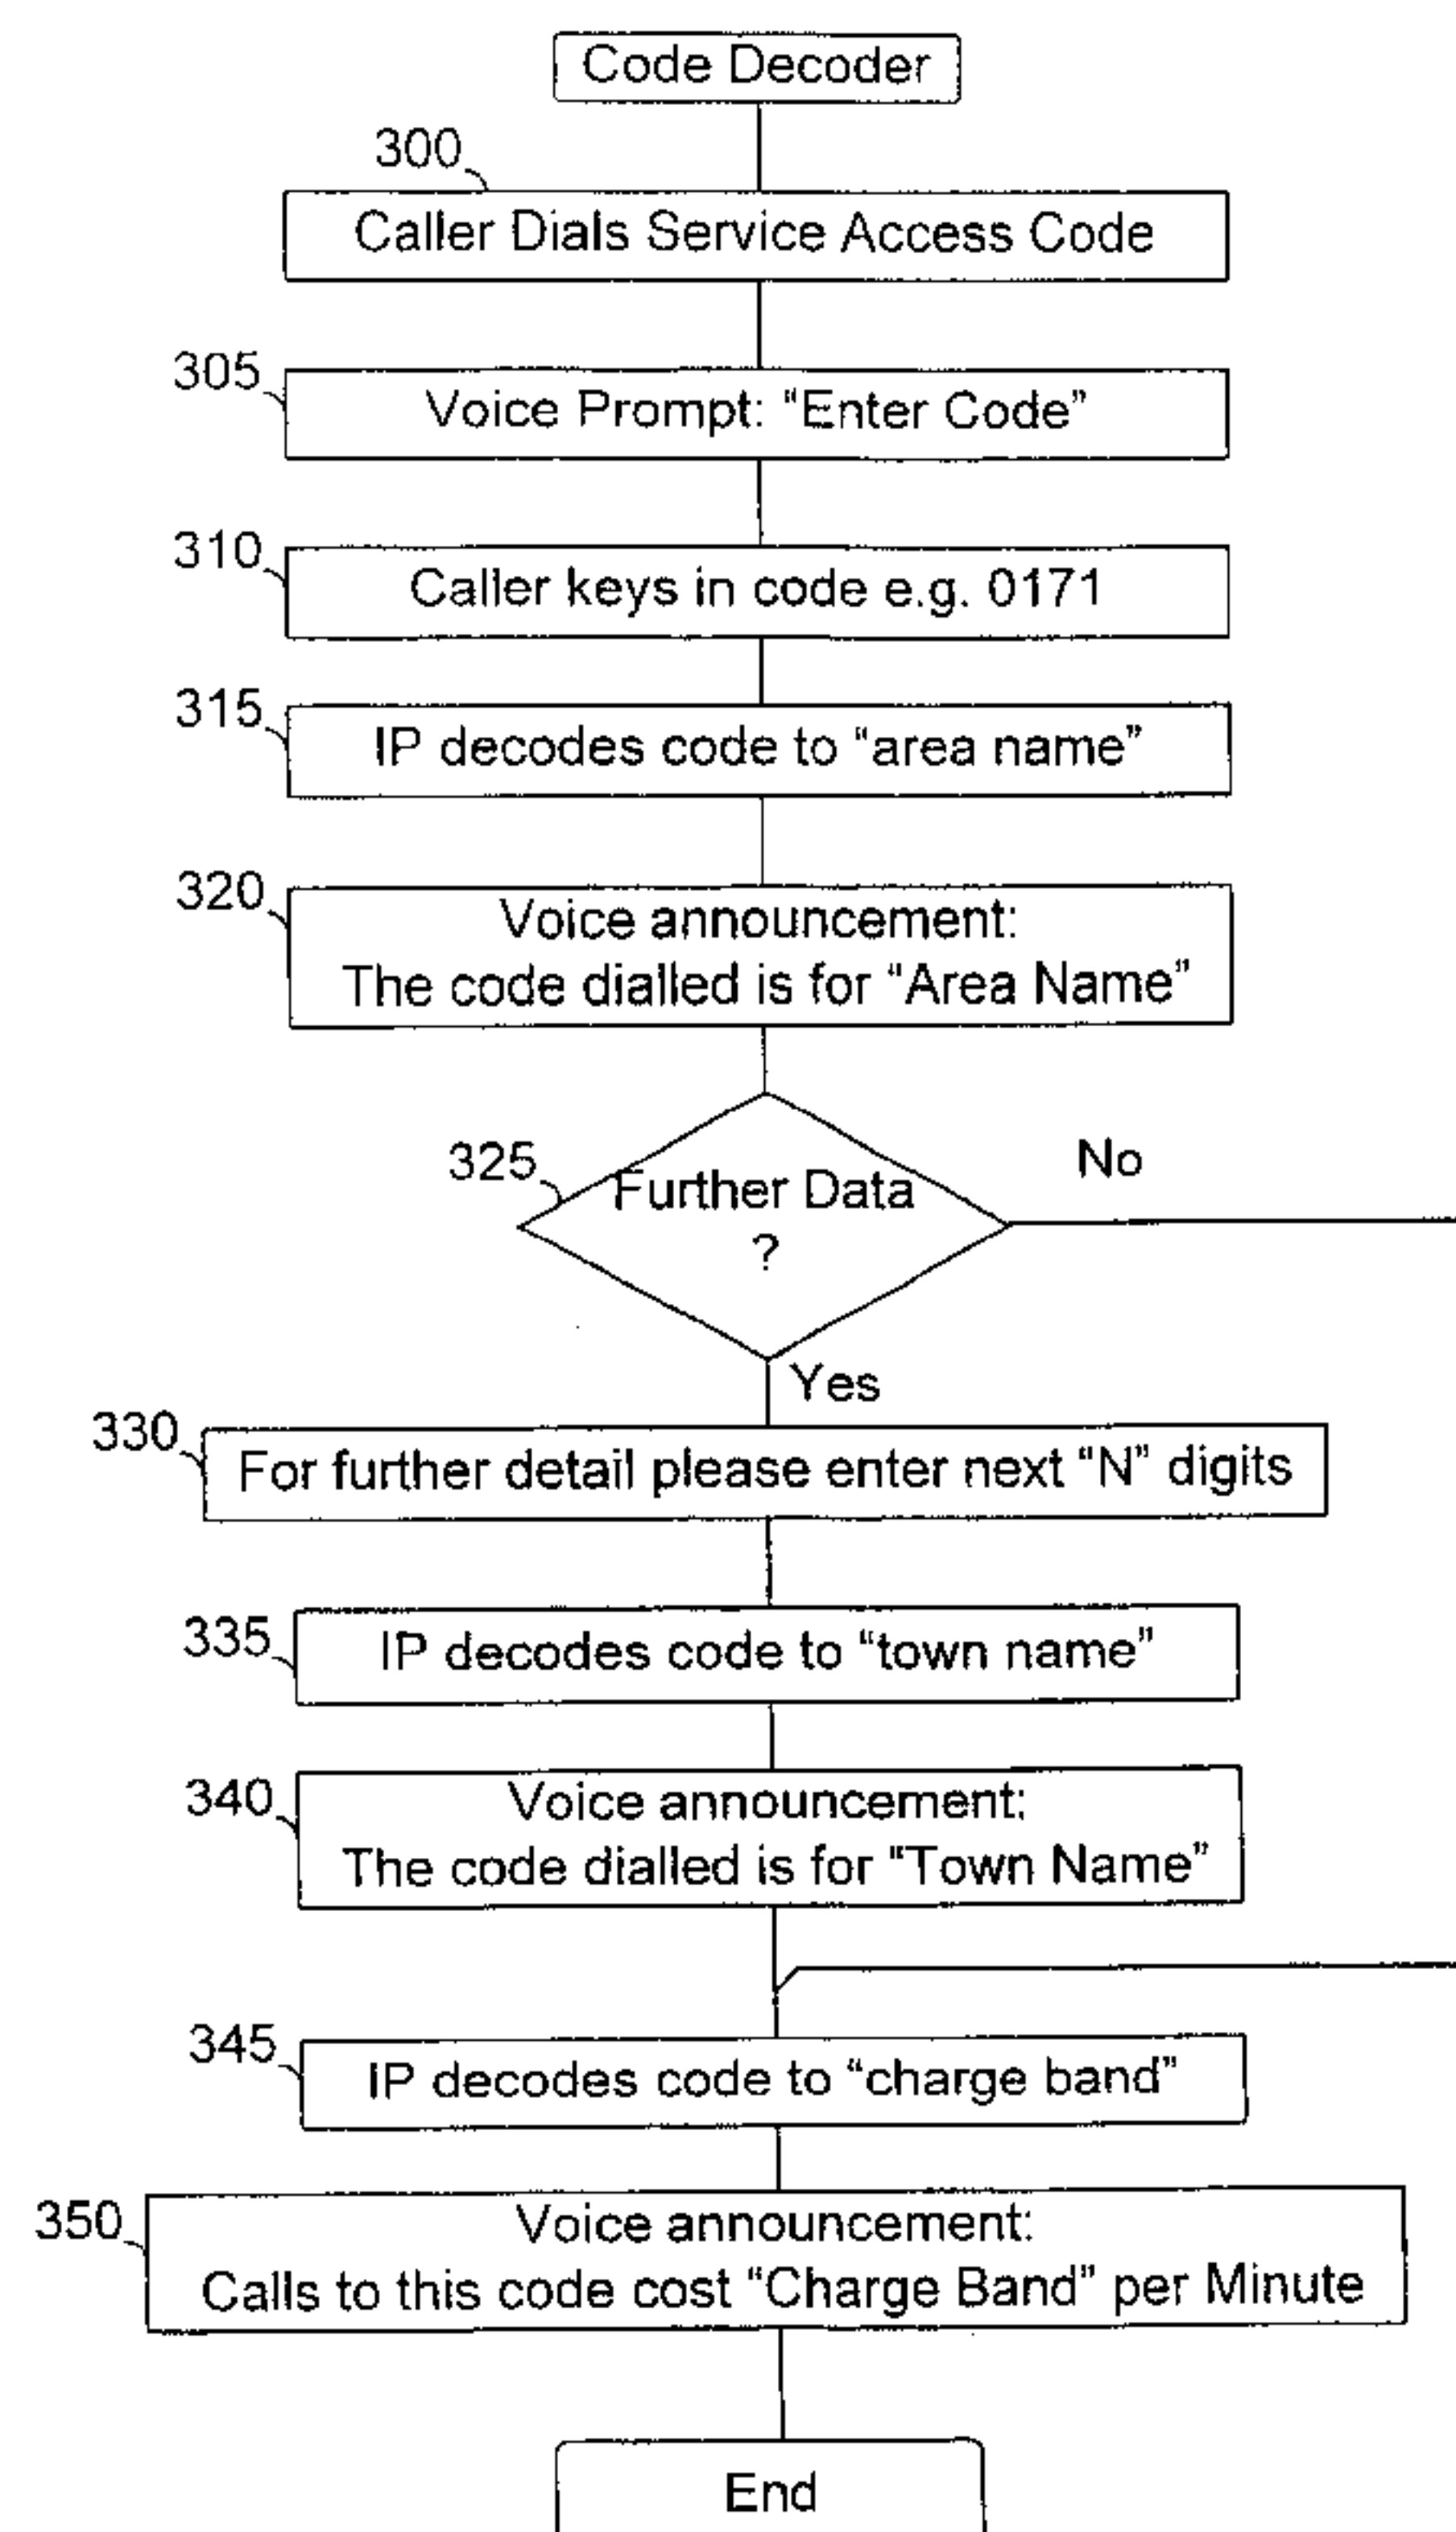 Code Decoder
300
Caller Dials Service Access Code
305
Voice Prompt: “Enter Code”
310
Caller keys in code e.g. 0171
315
IP decodes code to “area name”
320
Voice announcement:
The code dialled is for “Area Name”
325
Further Data
?
No
Yes
330
For further detail please enter next “N” digits
335
IP decodes code to “town name”
340
Voice announcement:
The code dialled is for “Town Name”
345
IP decodes code to “charge band”
350
Voice announcement:
Calls to this code cost “Charge Band” per Minute
End